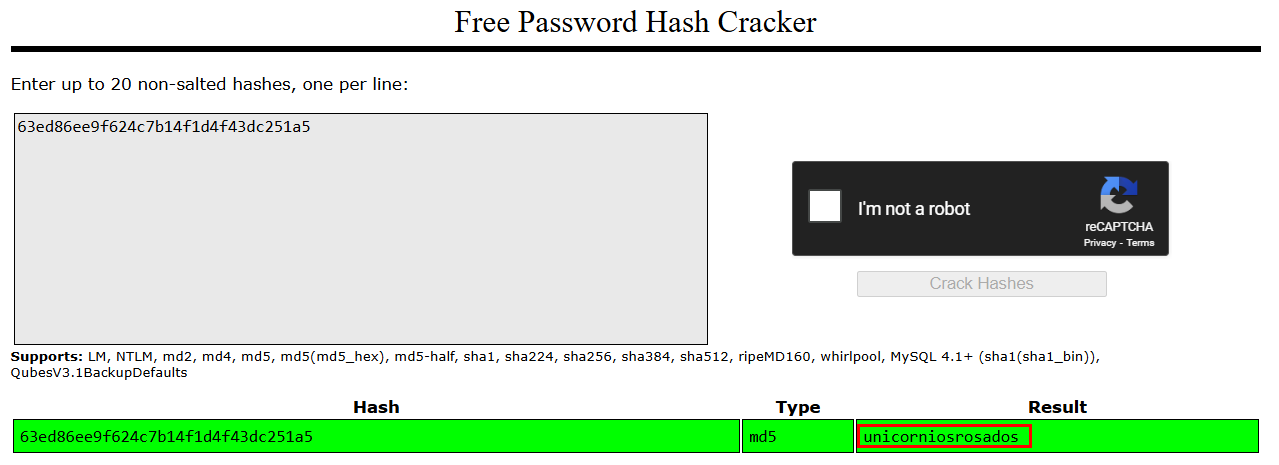 Free Password Hash Cracker
Enter up to 20 non-salted hashes, one per line:
63ed86ee9f624c7b14f1d4f43dc251a5
I'm not a robot
reCAPTCHA
Privacy - Terms
Crack Hashes
Supports: LM, NTLM, md2, md4, md5, md5(md5_hex), md5-half, sha1, sha224, sha256, sha384, sha512, ripeMD160, whirlpool, MySQL 4.1+ (sha1(sha1_bin)),
QubesV3.1BackupDefaults
Hash Type Result
63ed86ee9f624c7b14f1d4f43dc251a5 md5 unicorniosrosados